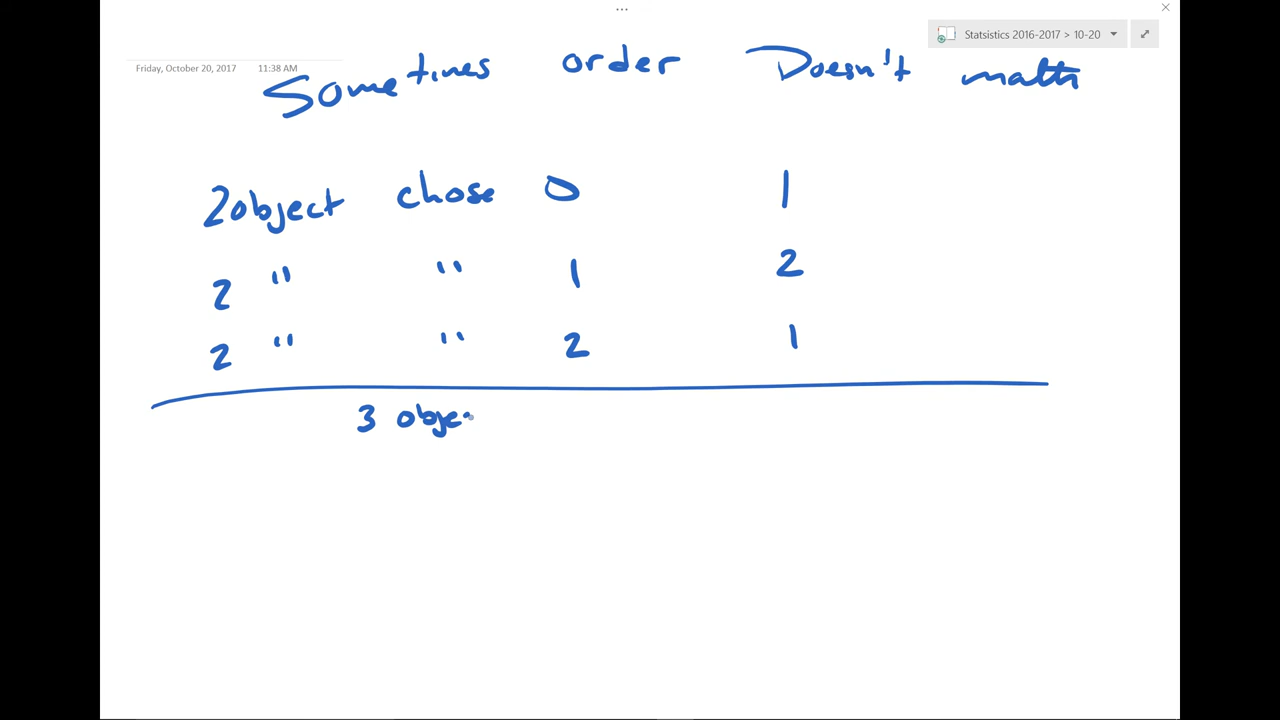 Statsistics 2016-2017 > 10-20
Friday, October 20, 2017 11:38 AM
Sometimes order Doesn't math
2object chose 0 1
2 " " 1 2
2 " " 2 1
3 obje